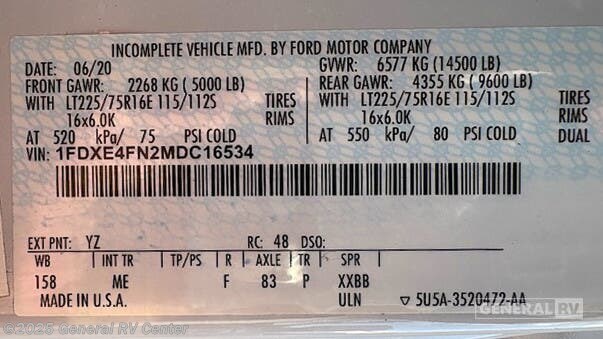 INCOMPLETE VEHICLE MFD. BY FORD MOTOR COMPANY
DATE: 06/20 GVWR: 6577 KG (14500 LB)
FRONT GAWR: 2268 KG (5000 LB) REAR GAWR: 4355 KG (9600 LB)
WITH LT225/75R16E 115/112S TIRES WITH LT225/75R16E 115/112S TIRES
16x6.0K RIMS 16x6.0K RIMS
AT 520 kPa/ 75 PSI COLD AT 550 kPa/ 80 PSI COLD DUAL
VIN: 1FDXE4FN2MDC16534
EXT PNT: YZ RC: 48 DSO:
WB INT TR TP/PS R AXLE TR SPR
158 ME F 83 P XXBB
MADE IN U.S.A. ULN ▽ 5U5A-3520472-AA
GENERAL RV
© 2026 General RV Center